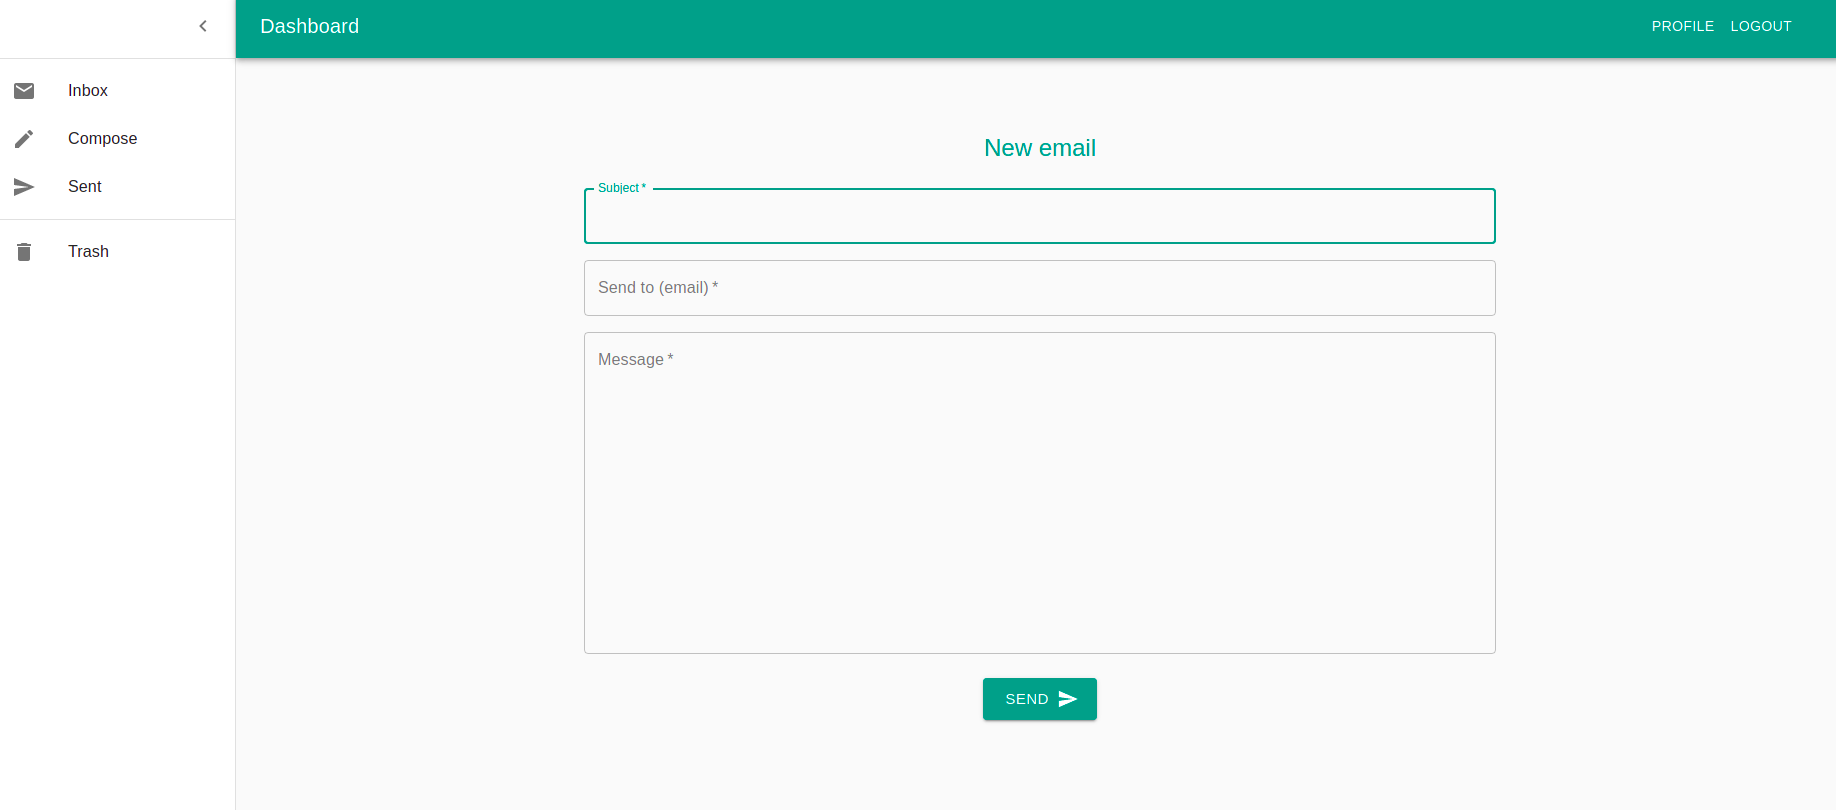 Dashboard
PROFILE LOGOUT
Inbox
Compose
Sent
Trash
New email
Subject *
Send to (email) *
Message *
SEND